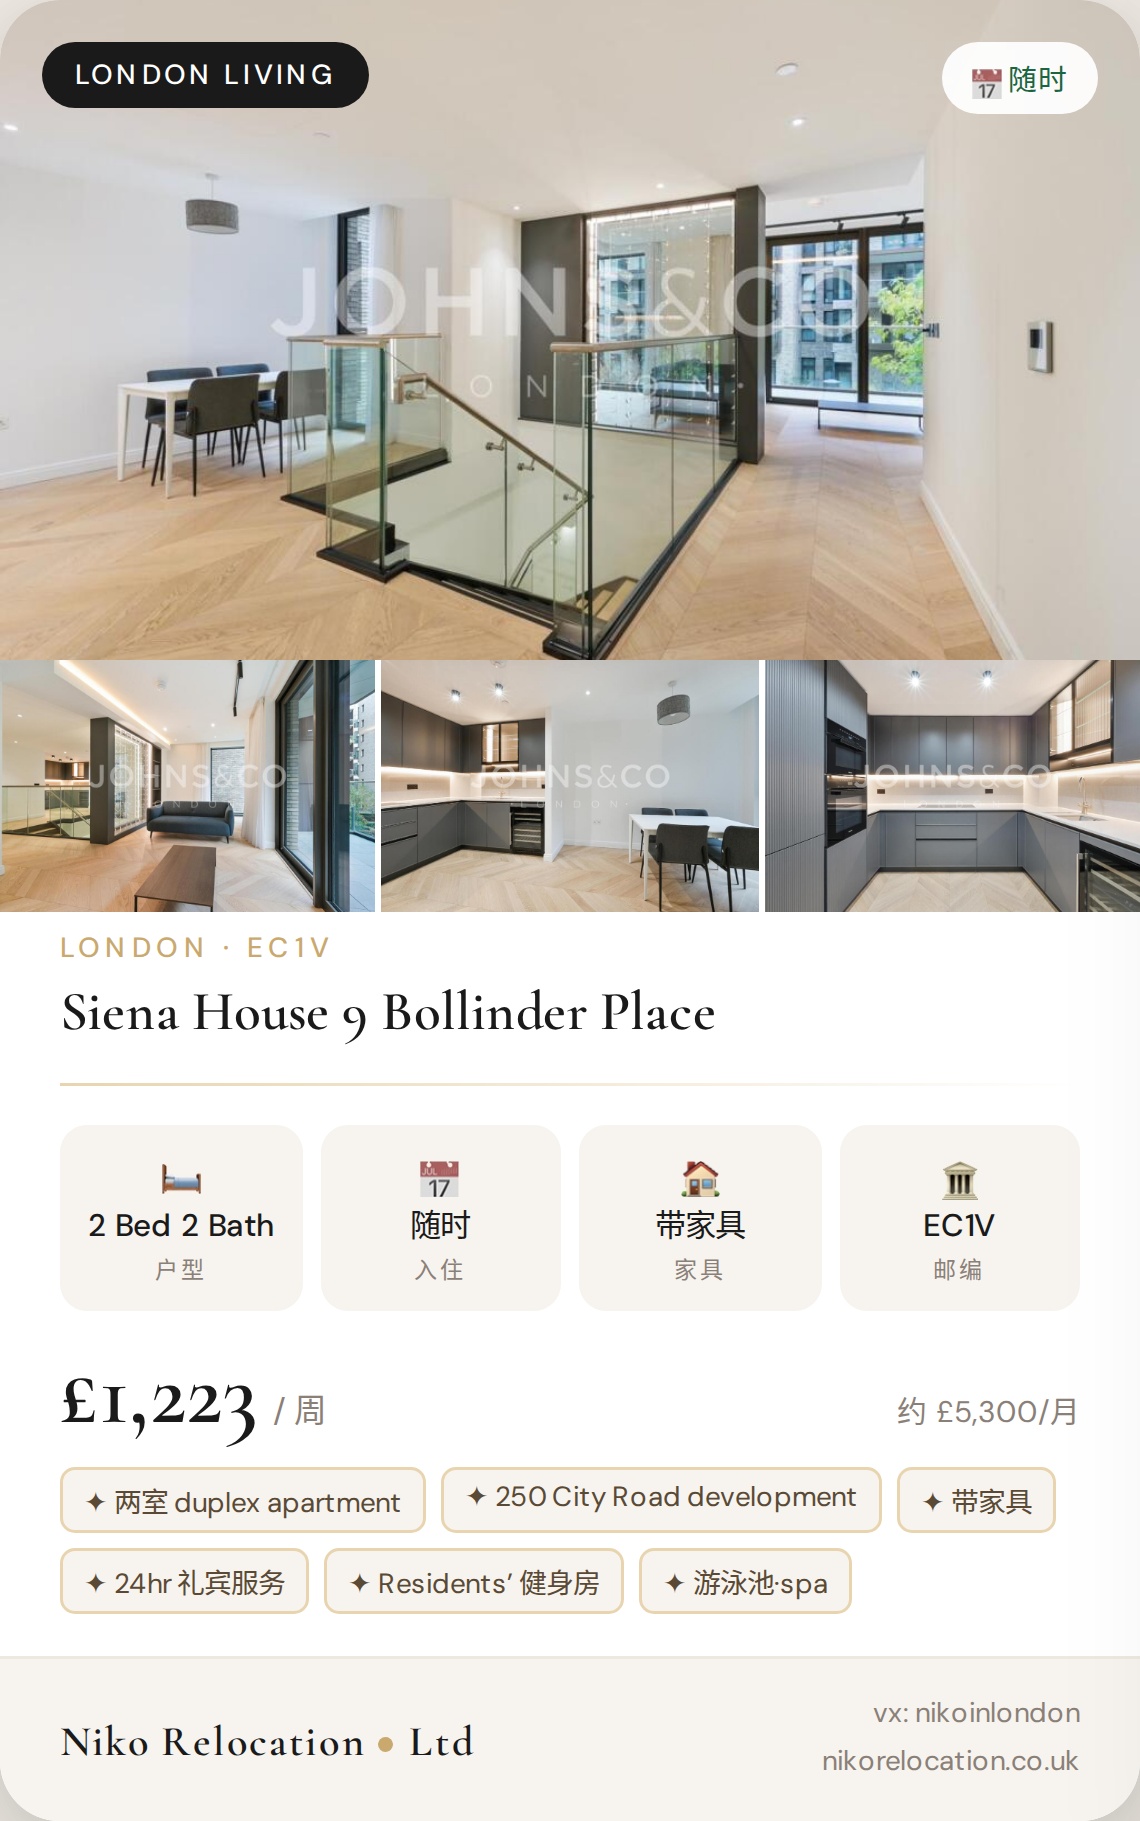 LONDON LIVING
17 随时
JOHNS&CO
LONDON
JOHNS&CO
JOHNS&CO
LONDON
JOHNS&CO
LONDON · EC1V
Siena House 9 Bollinder Place
2 Bed 2 Bath
户型
JUL
17
随时
入住
带家具
家具
EC1V
邮编
£1,223 / 周
约 £5,300/月
✦ 两室 duplex apartment
✦ 250 City Road development
✦ 带家具
✦ 24hr 礼宾服务
✦ Residents’ 健身房
✦ 游泳池·spa
Niko Relocation • Ltd
vx: nikoinlondon
nikorelocation.co.uk